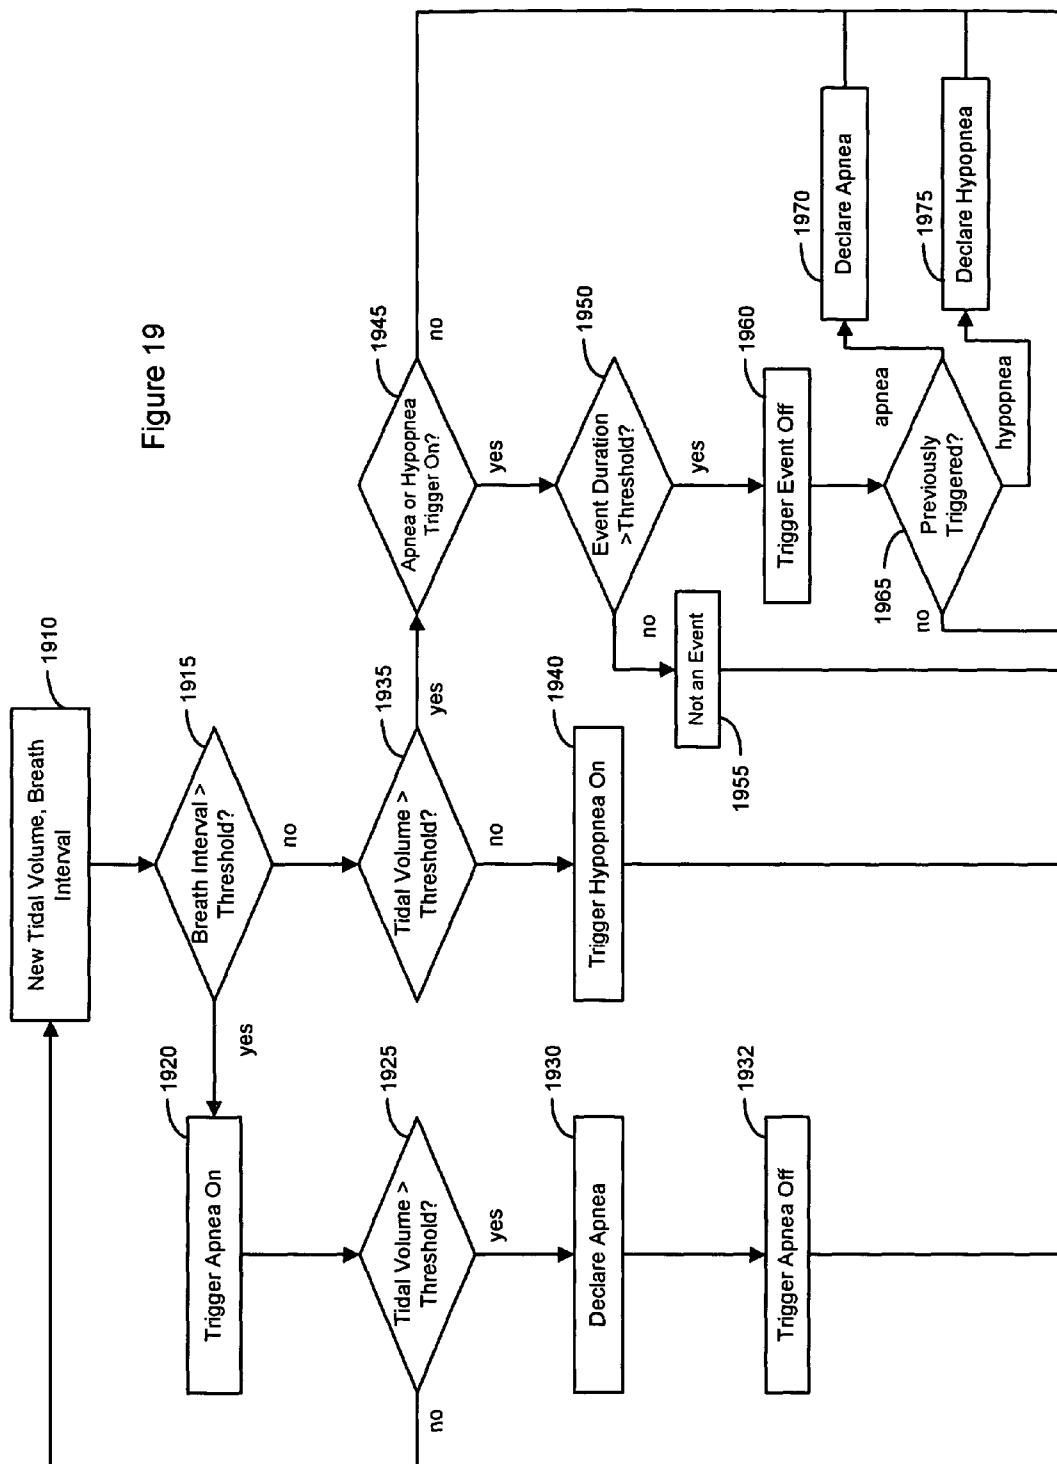 Figure 19
New Tidal Volume, Breath
Interval
1910
Breath Interval >
Threshold?
1915
yes
no
Trigger Apnea On
1920
Tidal Volume >
Threshold?
1925
no
yes
Declare Apnea
1930
Trigger Apnea Off
1932
Tidal Volume >
Threshold?
1935
yes
no
Trigger Hypopnea On
1940
Apnea or Hypopnea
Trigger On?
1945
no
yes
Event Duration
>Threshold?
1950
no
yes
Not an Event
1955
Trigger Event Off
1960
Previously
Triggered?
1965
no
apnea
hypopnea
Declare Apnea
1970
Declare Hypopnea
1975